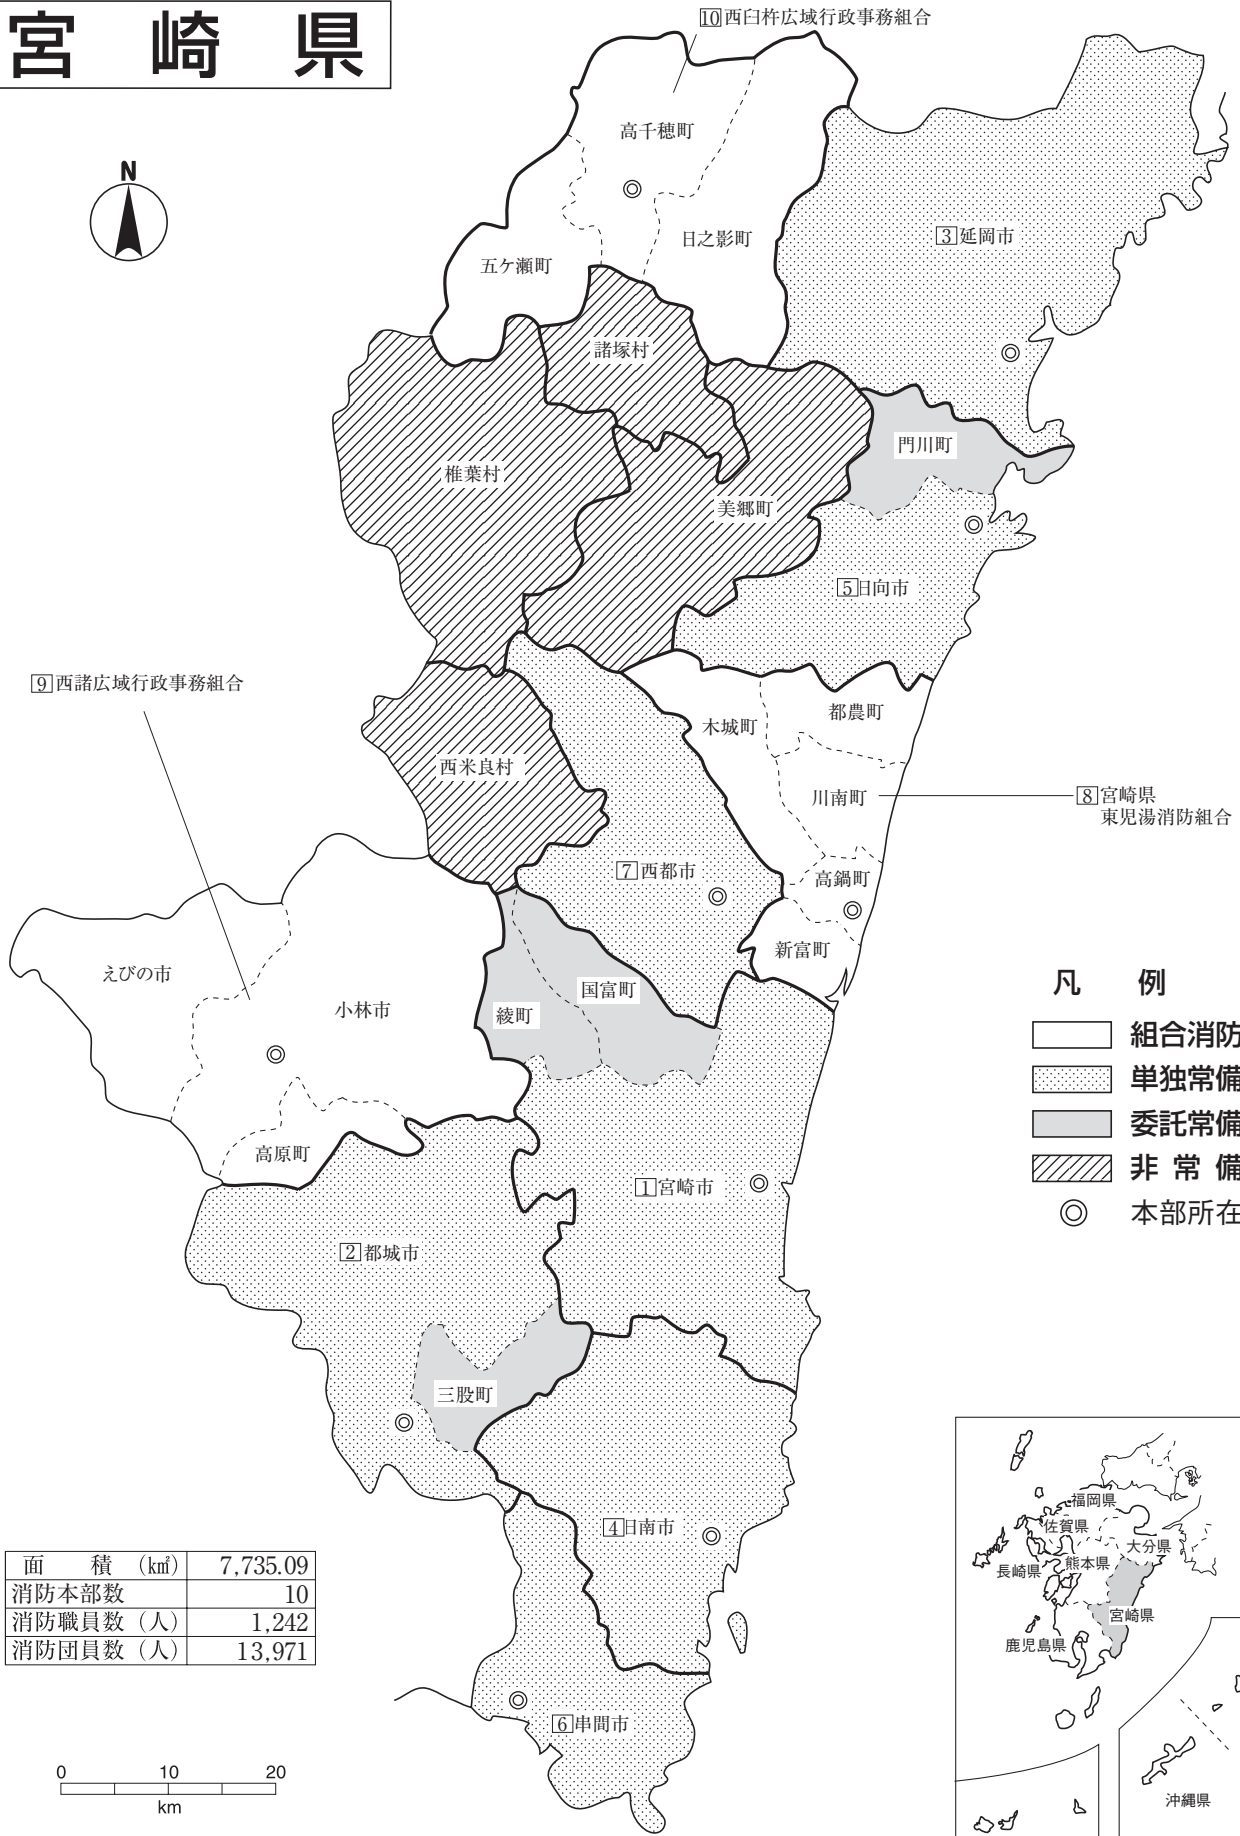 宮崎県
10 西臼杵広域行政事務組合
N
高千穂町
3 延岡市
日之影町
五ケ瀬町
諸塚村
門川町
椎葉村
美郷町
5 日向市
9 西諸広域行政事務組合
木城町
都農町
西米良村
川南町
8 宮崎県
東児湯消防組合
7 西都市
高鍋町
新富町
えびの市
国富町
小林市
綾町
凡例
組合消防
単独常備
委託常備
非常備
本部所在
高原町
1 宮崎市
2 都城市
三股町
4 日南市
6 串間市
面積 (km²) 7,735.09
消防本部数 10
消防職員数 (人) 1,242
消防団員数 (人) 13,971
0 10 20
km
福岡県
佐賀県
大分県
長崎県
熊本県
宮崎県
鹿児島県
沖縄県